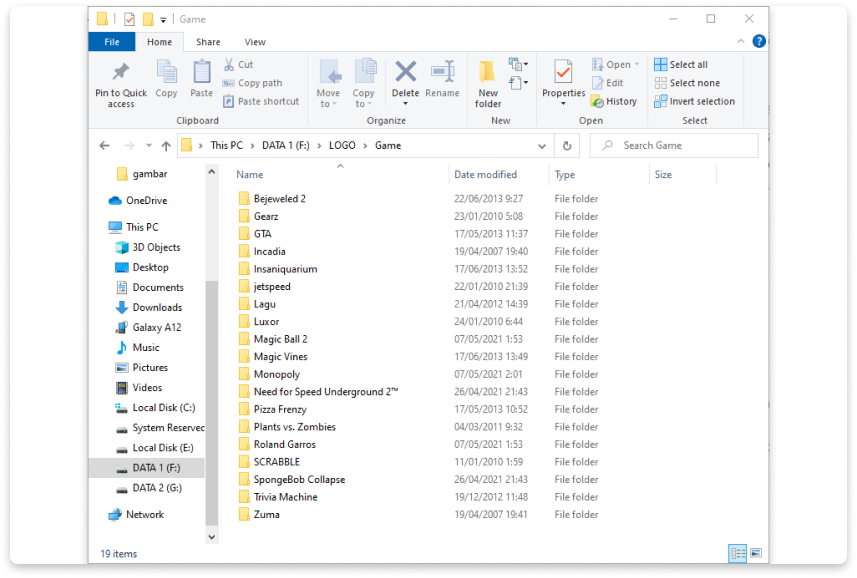 Game
File Home Share View
Pin to Quick access
Copy
Paste
Cut
Copy path
Paste shortcut
Clipboard
Move to
Copy to
Delete
Rename
Organize
New folder
New
Properties
Open
Edit
History
Open
Select all
Select none
Invert selection
Select
This PC DATA 1 (F:) LOGO Game
Search Game
gambar
OneDrive
This PC
3D Objects
Desktop
Documents
Downloads
Galaxy A12
Music
Pictures
Videos
Local Disk (C:)
System Reserved
Local Disk (E:)
DATA 1 (F:)
DATA 2 (G:)
Network
Name Date modified Type Size
Bejeweled 2 22/06/2013 9:27 File folder
Gearz 23/01/2010 5:08 File folder
GTA 17/05/2013 11:37 File folder
Incadia 19/04/2007 19:40 File folder
Insaniquarium 17/06/2013 13:52 File folder
jetspeed 22/01/2010 21:39 File folder
Lagu 21/04/2012 14:39 File folder
Luxor 24/01/2010 6:44 File folder
Magic Ball 2 07/05/2021 1:53 File folder
Magic Vines 17/06/2013 13:49 File folder
Monopoly 07/05/2021 2:01 File folder
Need for Speed Underground 2™ 26/04/2021 21:43 File folder
Pizza Frenzy 17/05/2013 10:52 File folder
Plants vs. Zombies 04/03/2011 9:32 File folder
Roland Garros 07/05/2021 1:53 File folder
SCRABBLE 11/01/2010 1:59 File folder
SpongeBob Collapse 26/04/2021 21:43 File folder
Trivia Machine 19/12/2012 11:48 File folder
Zuma 19/04/2007 19:41 File folder
19 items